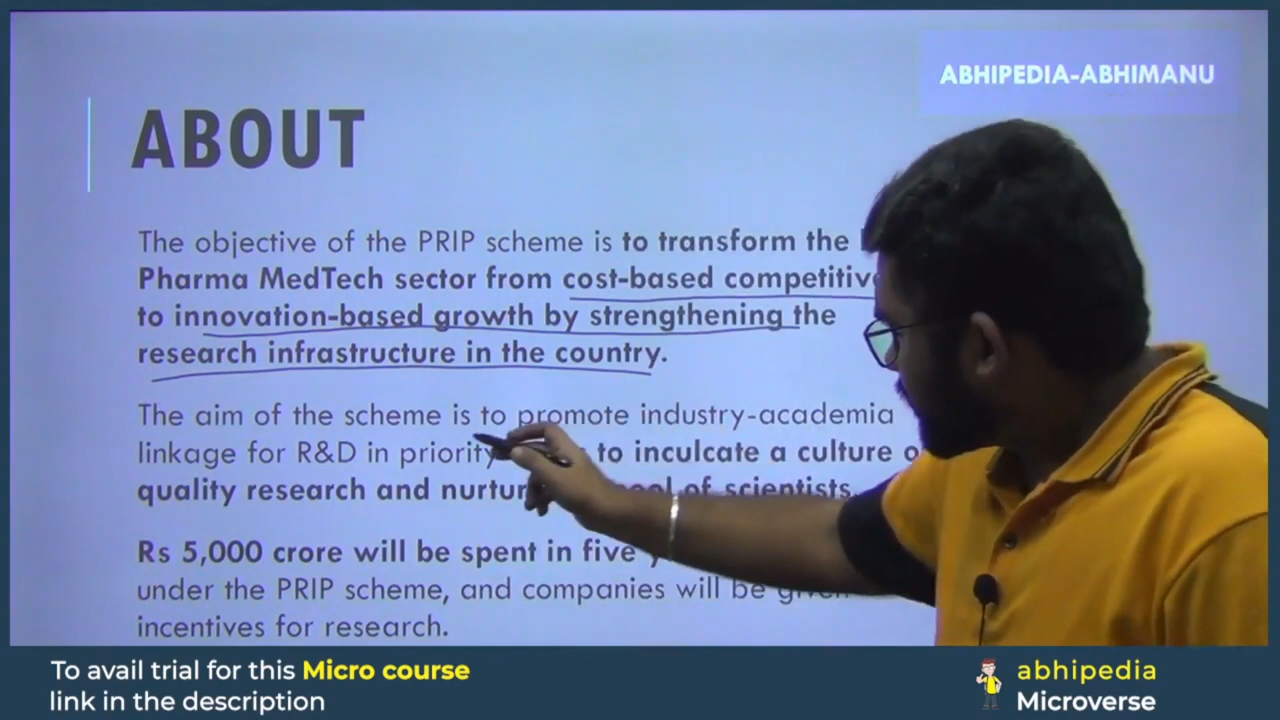 ABHIPEDIA-ABHIMANU
ABOUT
The objective of the PRIP scheme is to transform the
Pharma MedTech sector from cost-based
to innovation-based growth by strengthening the
research infrastructure in the country.
The aim of the scheme is to promote industry-academia
linkage for R&D in priority to inculcate a culture
quality research and of scientists.
Rs 5,000 crore will be spent in five
under the PRIP scheme, and companies will be given
incentives for research.
To avail trial for this Micro course
link in the description
abhipedia
Microverse